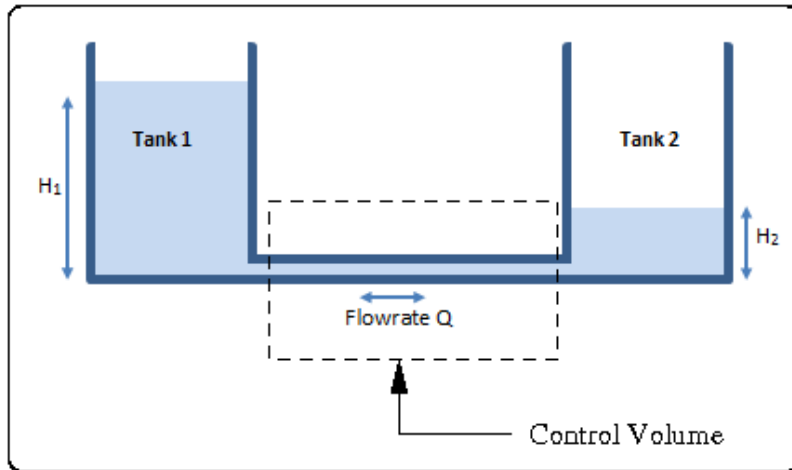 Tank 1
Tank 2
H₁
H₂
Flowrate Q
Control Volume